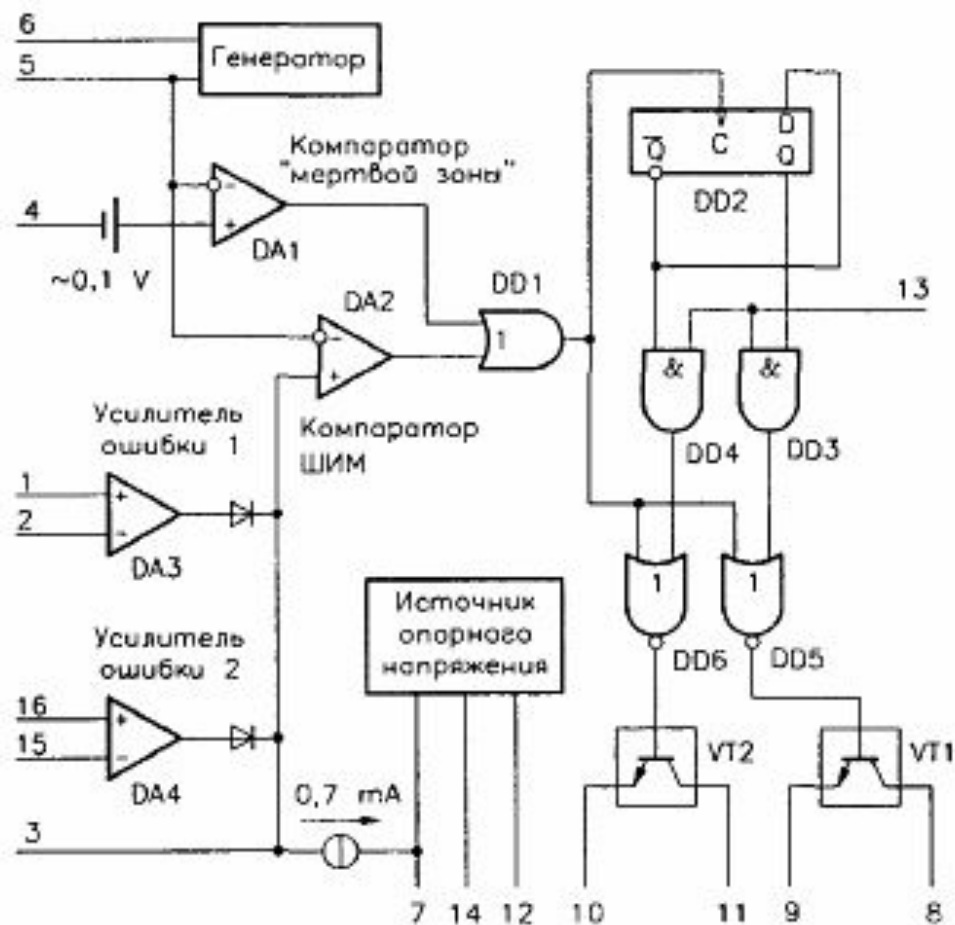 6
5
Генератор
Компаратор
"мертвой зоны"
4
~0,1 V
-
+
DA1
DA2
-
+
Компаратор
ШИМ
DD1
1
Q
C
D
Q
DD2
13
&
&
DD4
DD3
Усилитель
ошибки 1
1
2
+
-
DA3
Усилитель
ошибки 2
16
15
+
-
DA4
3
0,7 mA
Источник
опорного
напряжения
1
1
DD6
DD5
VT2
VT1
7
14
12
10
11
9
8